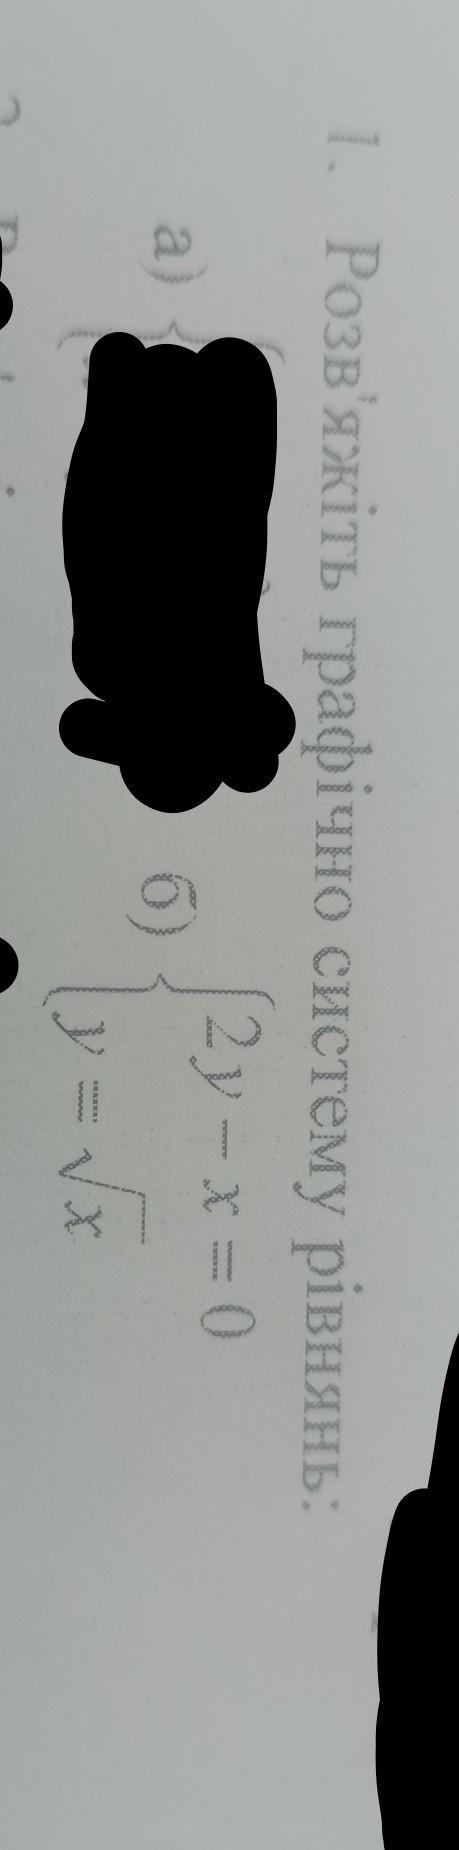 1. Розв'яжіть графічно систему рівнянь:
а) { б) { 2y − x = 0
y = √x